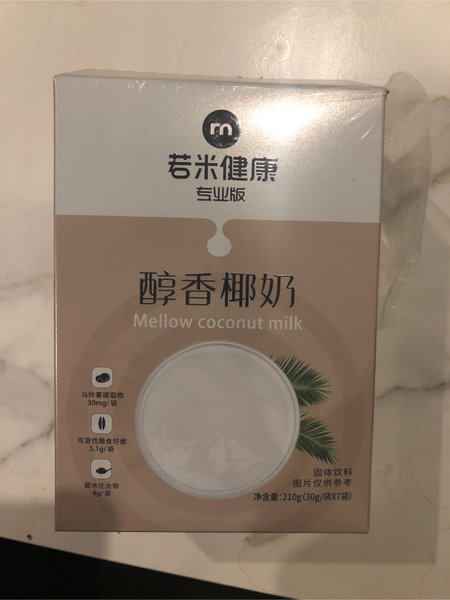 rn
若米健康
专业版
醇香椰奶
Mellow coconut milk
马铃薯提取物
30mg/袋
可溶性膳食纤维
5.1g/袋
碳水化合物
4g/袋
固体饮料
图片仅供参考
净含量:210g(30g/袋X7袋)